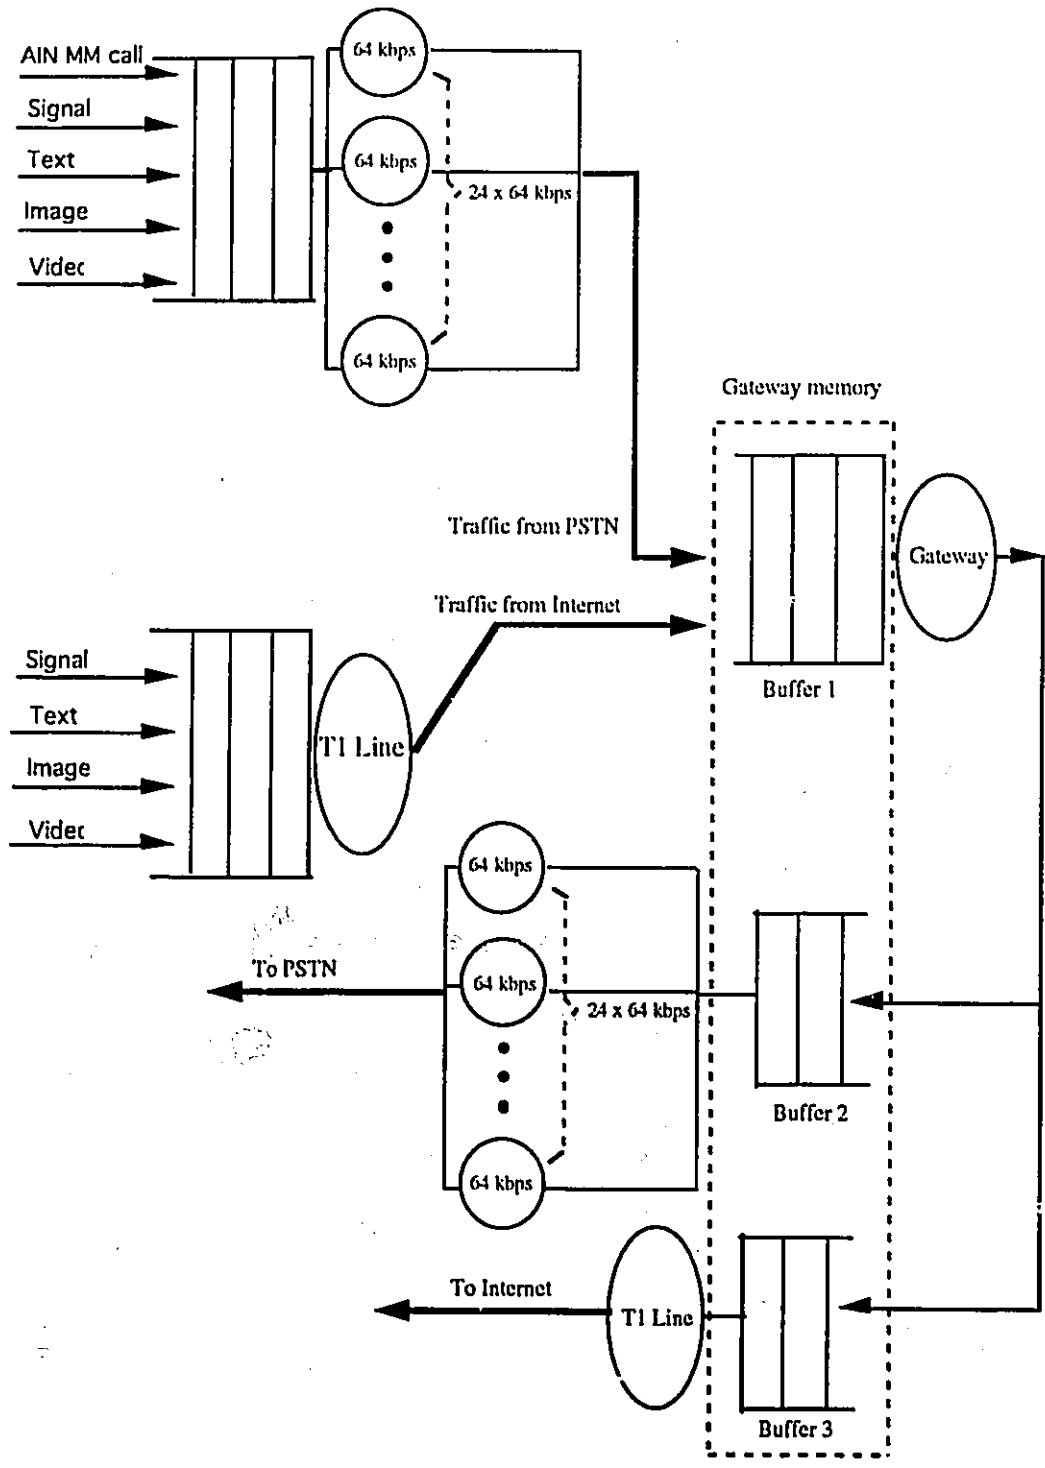 AIN MM call
Signal
Text
Image
Video
64 kbps
64 kbps
24 x 64 kbps
64 kbps
Gateway memory
Traffic from PSTN
Gateway
Traffic from Internet
Buffer 1
Signal
Text
Image
Video
T1 Line
64 kbps
To PSTN
64 kbps
24 x 64 kbps
Buffer 2
64 kbps
To Internet
T1 Line
Buffer 3